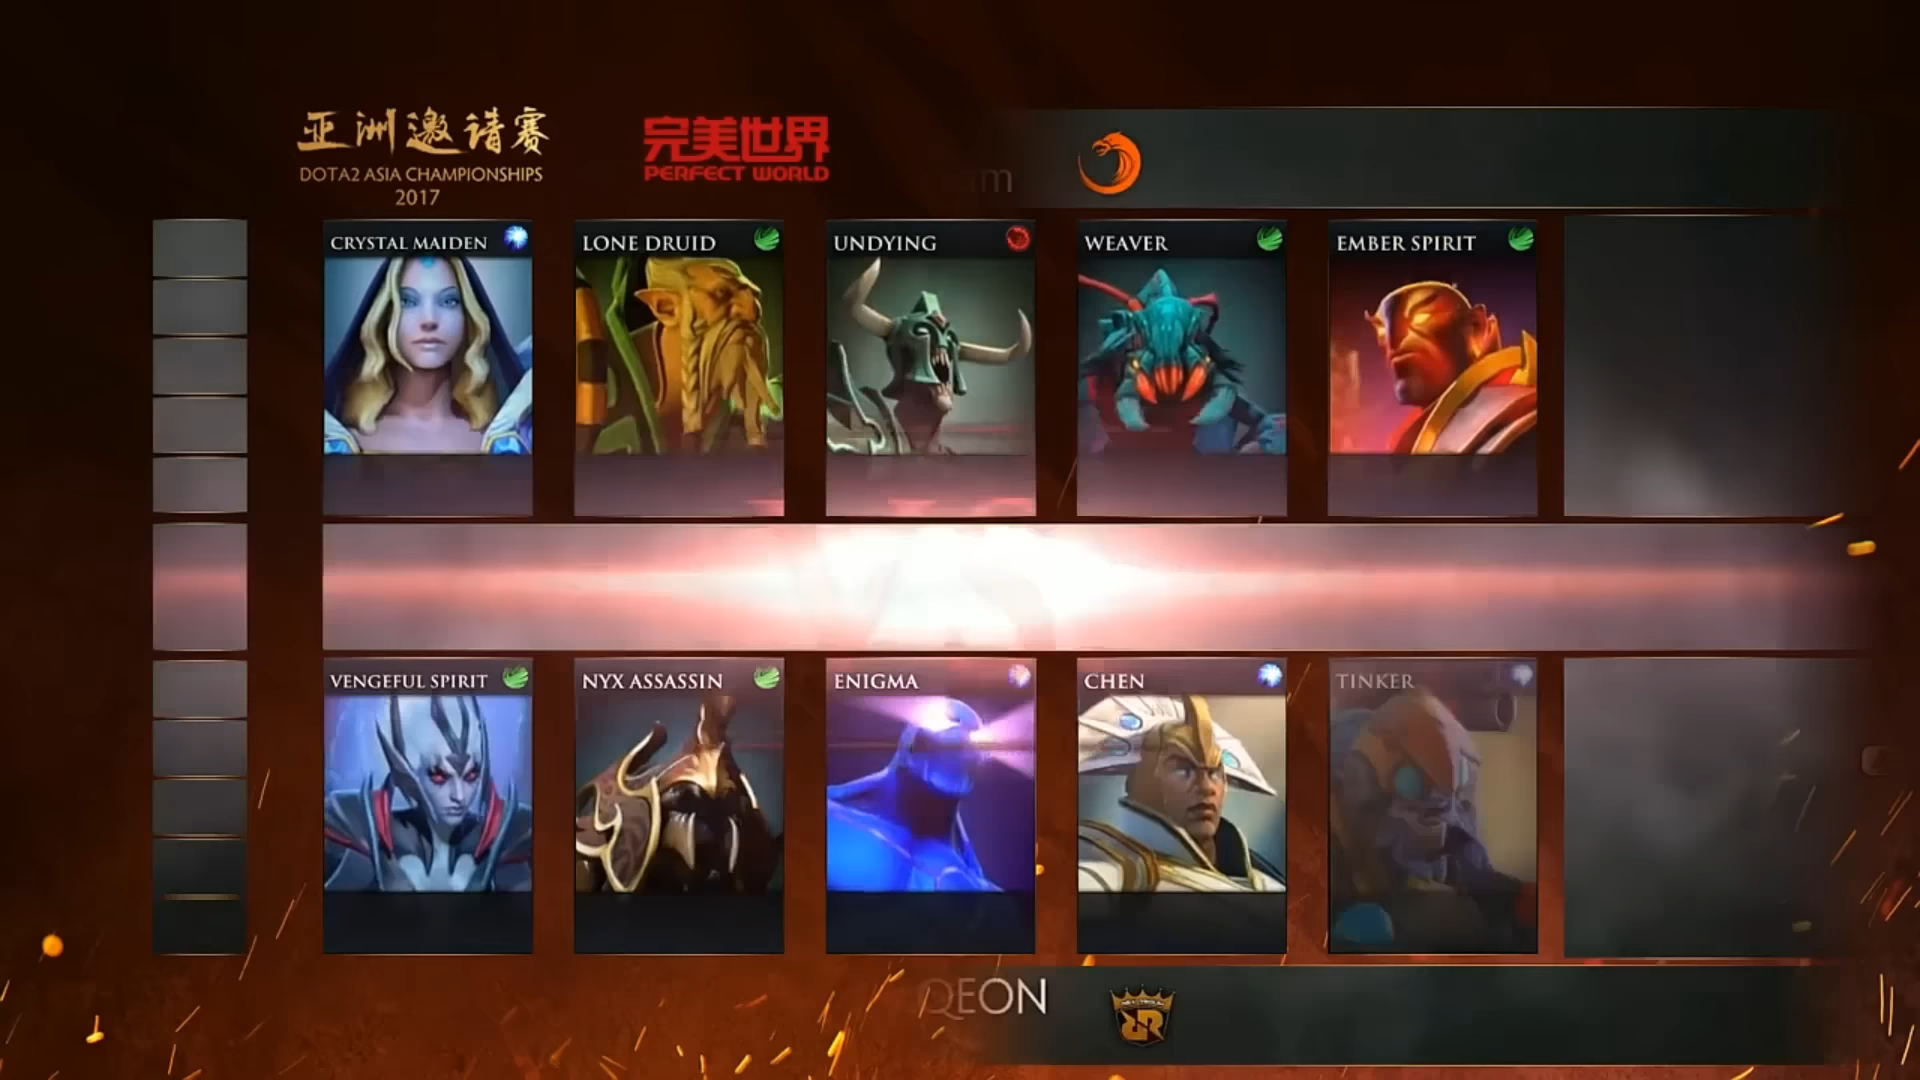 亚洲邀请赛
DOTA2 ASIA CHAMPIONSHIPS
2017
完美世界
PERFECT WORLD
CRYSTAL MAIDEN
LONE DRUID
UNDYING
WEAVER
EMBER SPIRIT
VENGEFUL SPIRIT
NYX ASSASSIN
ENIGMA
CHEN
TINKER
QEON